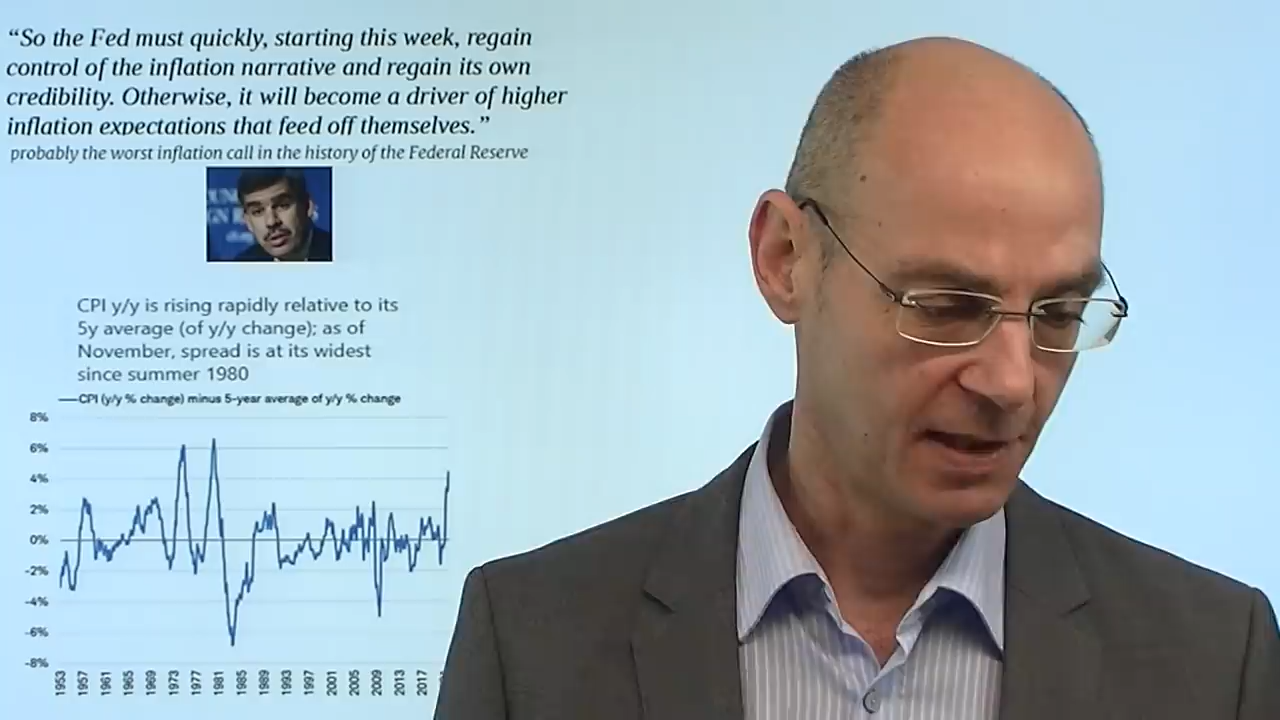 “So the Fed must quickly, starting this week, regain
control of the inflation narrative and regain its own
credibility. Otherwise, it will become a driver of higher
inflation expectations that feed off themselves.”
probably the worst inflation call in the history of the Federal Reserve
CPI y/y is rising rapidly relative to its
5y average (of y/y change); as of
November, spread is at its widest
since summer 1980
CPI (y/y % change) minus 5-year average of y/y % change
8%
6%
4%
2%
0%
-2%
-4%
-6%
-8%
1953 1957 1961 1965 1969 1973 1977 1981 1985 1989 1993 1997 2001 2005 2009 2013 2017